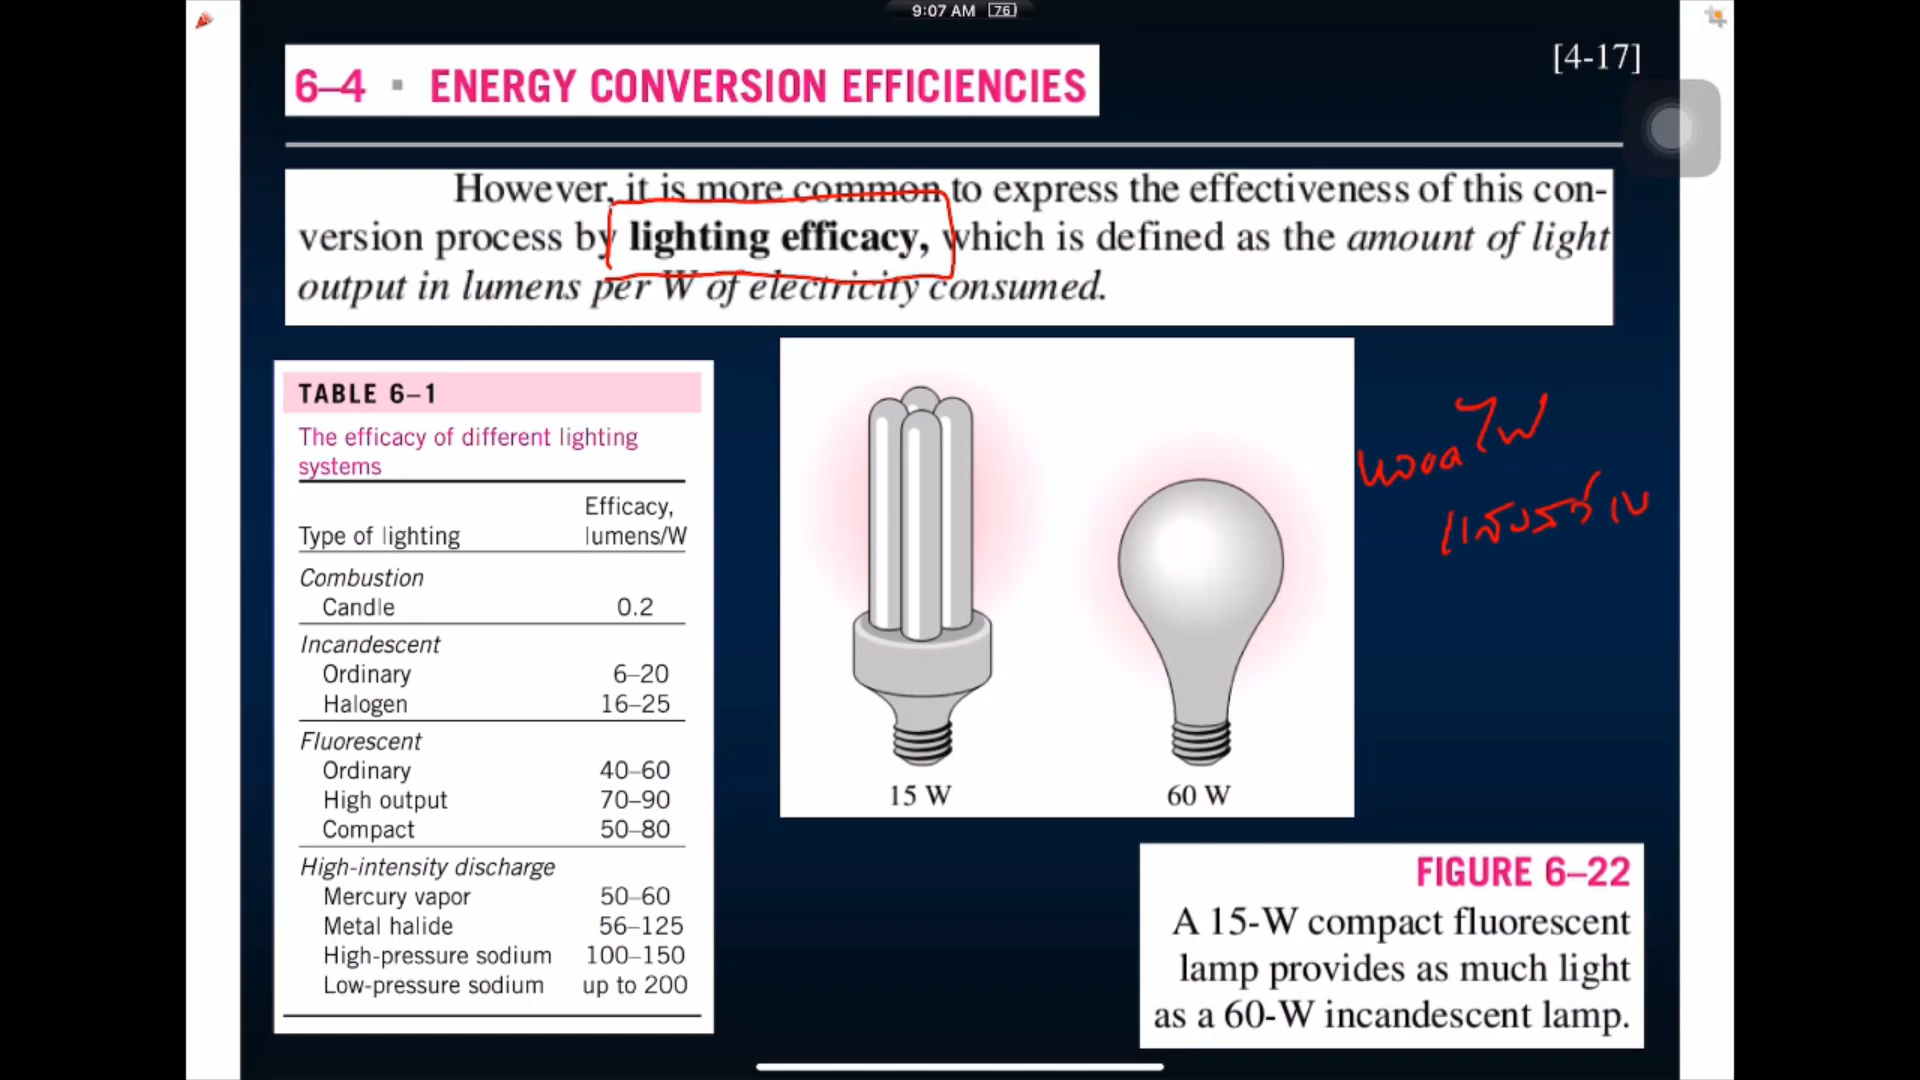 9:07 AM 76
[4-17]
6–4 ▪ ENERGY CONVERSION EFFICIENCIES
However, it is more common to express the effectiveness of this con-
version process by lighting efficacy, which is defined as the amount of light
output in lumens per W of electricity consumed.
TABLE 6–1
The efficacy of different lighting
systems
Efficacy,
Type of lighting lumens/W
Combustion
Candle 0.2
Incandescent
Ordinary 6–20
Halogen 16–25
Fluorescent
Ordinary 40–60
High output 70–90
Compact 50–80
High-intensity discharge
Mercury vapor 50–60
Metal halide 56–125
High-pressure sodium 100–150
Low-pressure sodium up to 200
15 W 60 W
หลอดไฟ
FIGURE 6–22
A 15-W compact fluorescent
lamp provides as much light
as a 60-W incandescent lamp.